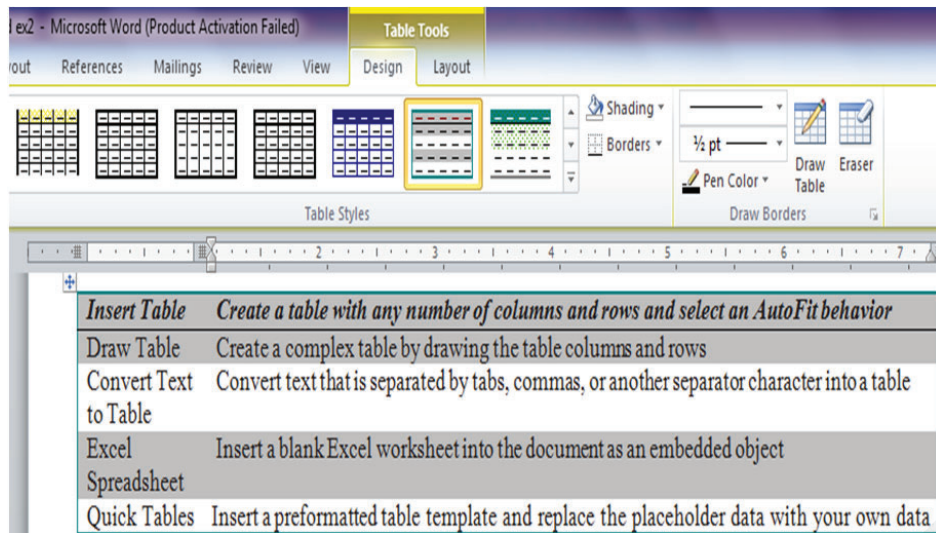 d ex2 - Microsoft Word (Product Activation Failed)
Table Tools
References Mailings Review View Design Layout
Shading
Borders
½ pt
Pen Color
Draw Table
Eraser
Table Styles
Draw Borders
1 2 3 4 5 6 7
Insert Table Create a table with any number of columns and rows and select an AutoFit behavior
Draw Table Create a complex table by drawing the table columns and rows
Convert Text Convert text that is separated by tabs, commas, or another separator character into a table
to Table
Excel Insert a blank Excel worksheet into the document as an embedded object
Spreadsheet
Quick Tables Insert a preformatted table template and replace the placeholder data with your own data